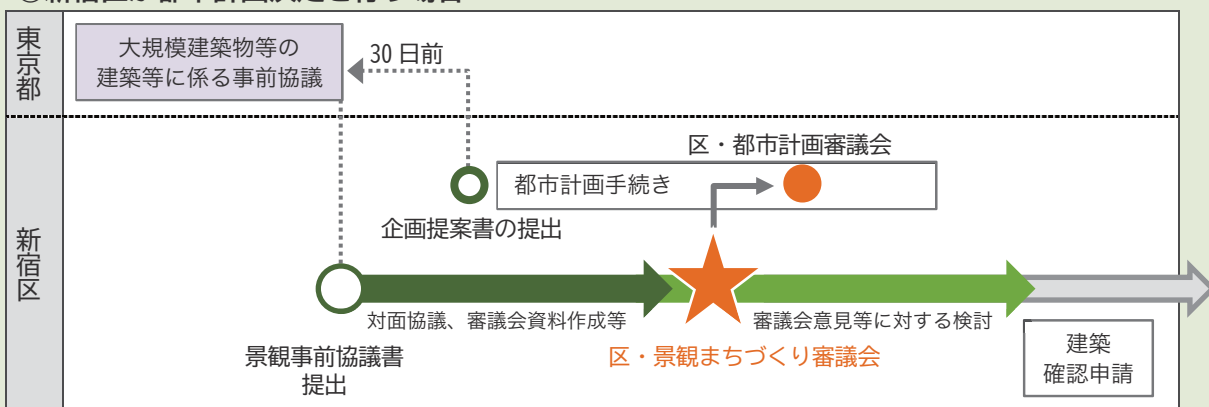 東京都
大規模建築物等の
建築等に係る事前協議
30日前
新宿区
区・都市計画審議会
都市計画手続き
企画提案書の提出
対面協議、審議会資料作成等
審議会意見等に対する検討
景観事前協議書
提出
区・景観まちづくり審議会
建築
確認申請